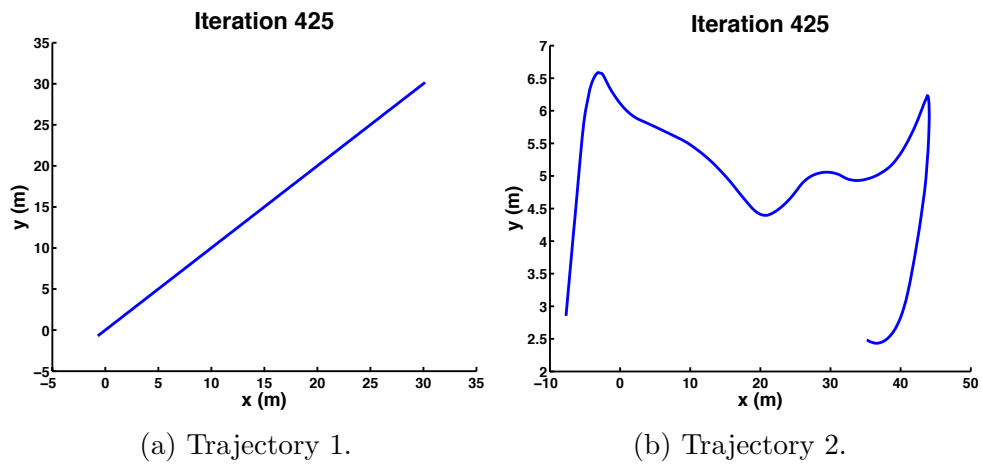 Iteration 425
35
30
25
20
15
10
5
0
−5
−5 0 5 10 15 20 25 30 35
x (m)
y (m)
(a) Trajectory 1.
Iteration 425
7
6.5
6
5.5
5
4.5
4
3.5
3
2.5
2
−10 0 10 20 30 40 50
x (m)
y (m)
(b) Trajectory 2.